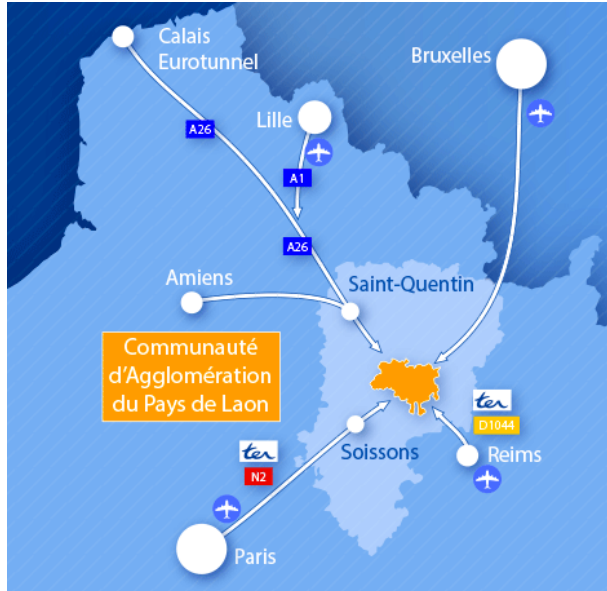 Calais
Eurotunnel
Bruxelles
Lille
A26
A1
A26
Amiens
Saint-Quentin
Communauté
d'Agglomération
du Pays de Laon
ter
D1044
Soissons
Reims
ter
N2
Paris